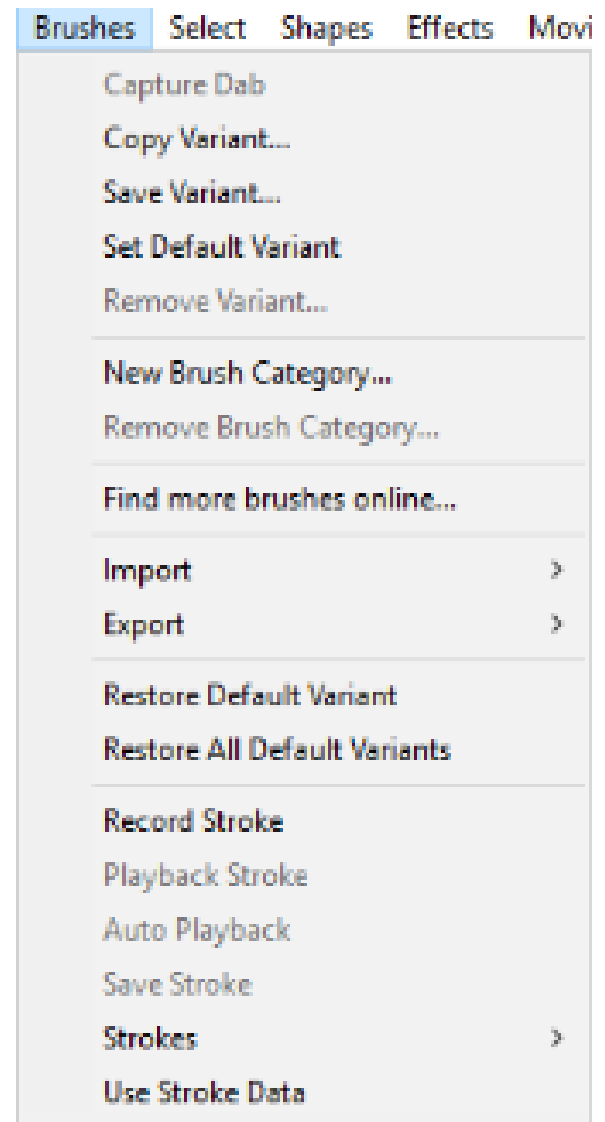 Brushes Select Shapes Effects Movi
Capture Dab
Copy Variant...
Save Variant...
Set Default Variant
Remove Variant...
New Brush Category...
Remove Brush Category...
Find more brushes online...
Import
Export
Restore Default Variant
Restore All Default Variants
Record Stroke
Playback Stroke
Auto Playback
Save Stroke
Strokes
Use Stroke Data